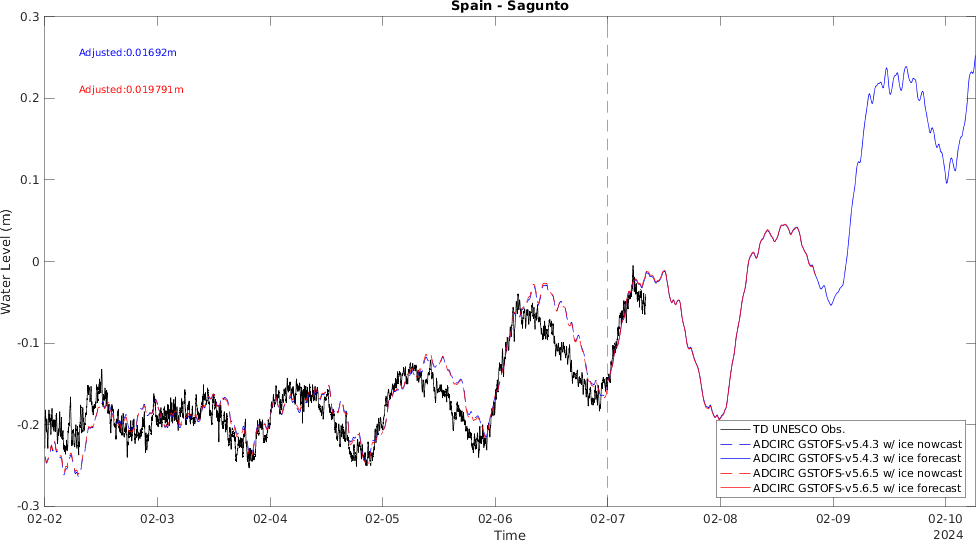 Spain - Sagunto
0.3
Adjusted:0.01692m
Adjusted:0.019791m
0.2
0.1
0
-0.1
-0.2
-0.3
Water Level (m)
TD UNESCO Obs.
ADCIRC GSTOFS-v5.4.3 w/ ice nowcast
ADCIRC GSTOFS-v5.4.3 w/ ice forecast
ADCIRC GSTOFS-v5.6.5 w/ ice nowcast
ADCIRC GSTOFS-v5.6.5 w/ ice forecast
02-02 02-03 02-04 02-05 02-06 02-07 02-08 02-09 02-10
Time
2024